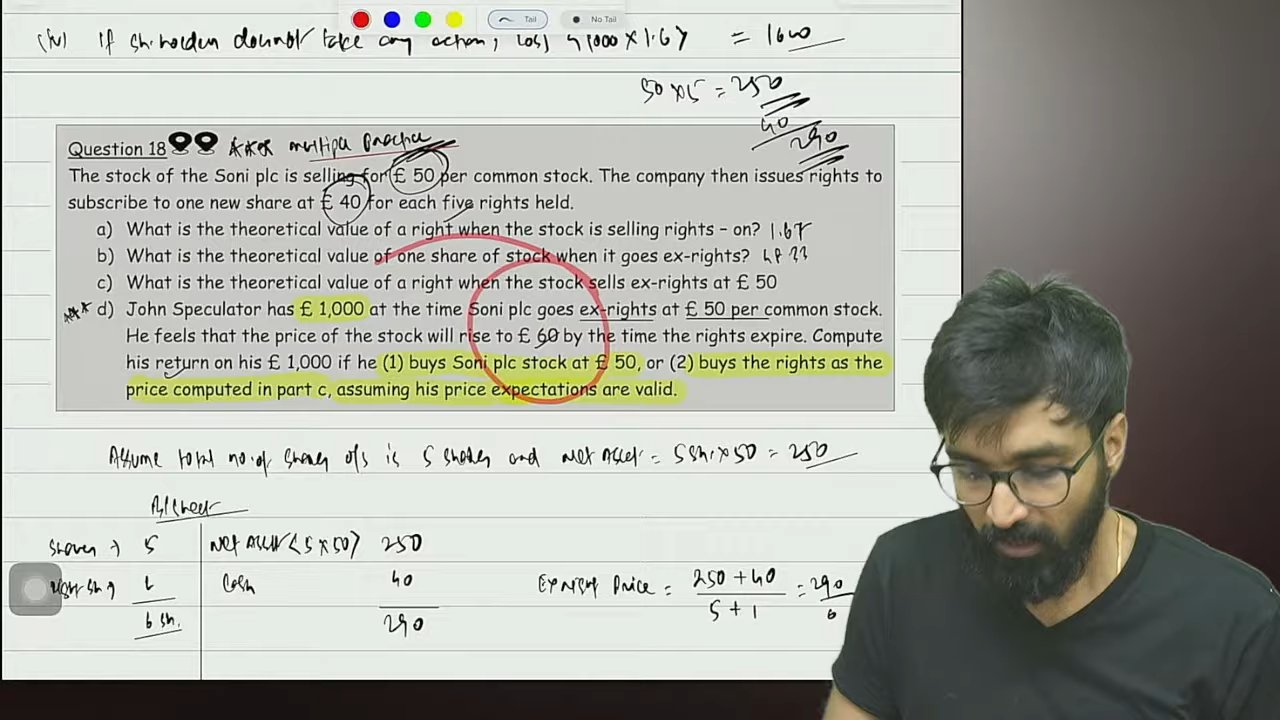 Tail No Tail
(iv) If sh.holder doesnot take any action, loss = 1600
50 x 5 = 250
40
290
Question 18 *** multiple practice
The stock of the Soni plc is selling for £ 50 per common stock. The company then issues rights to
subscribe to one new share at £ 40 for each five rights held.
a) What is the theoretical value of a right when the stock is selling rights – on? 1.67
b) What is the theoretical value of one share of stock when it goes ex-rights? 48.33
c) What is the theoretical value of a right when the stock sells ex-rights at £ 50
*** d) John Speculator has £ 1,000 at the time Soni plc goes ex-rights at £ 50 per common stock.
He feels that the price of the stock will rise to £ 60 by the time the rights expire. Compute
his return on his £ 1,000 if he (1) buys Soni plc stock at £ 50, or (2) buys the rights as the
price computed in part c, assuming his price expectations are valid.
Assume total no. of shares o/s is 5 shares and Net Asset = 5 sh. x 50 = 250
B/sheet
Shares → 5 Net Asset (5 x 50) 250
Right sh → 1 Cash 40
6 sh. 290
Exright Price = 250 + 40 / 5 + 1 = 290 / 6